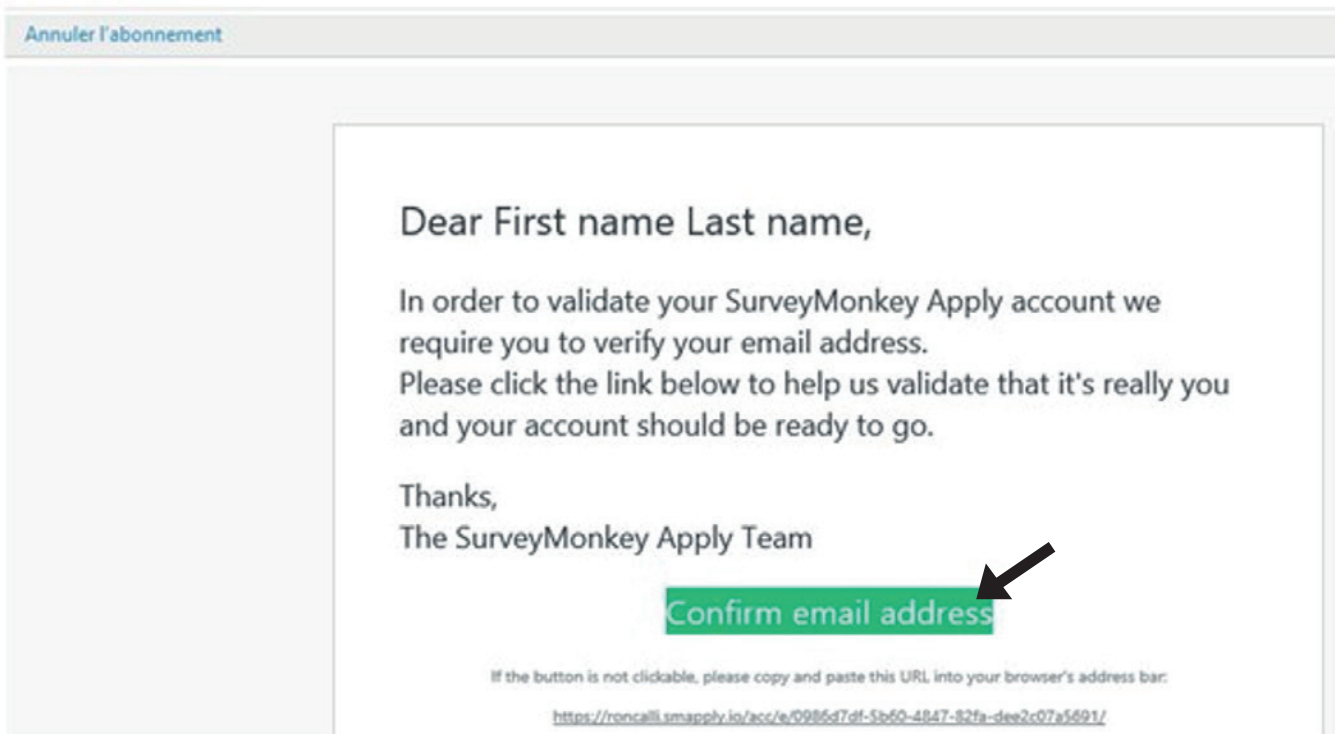 Annuler l'abonnement
Dear First name Last name,
In order to validate your SurveyMonkey Apply account we
require you to verify your email address.
Please click the link below to help us validate that it's really you
and your account should be ready to go.
Thanks,
The SurveyMonkey Apply Team
Confirm email address
If the button is not clickable, please copy and paste this URL into your browser's address bar:
https://roncalli.smapply.io/acc/e/0986d7df-5b60-4847-82fa-dee2c07a5691/